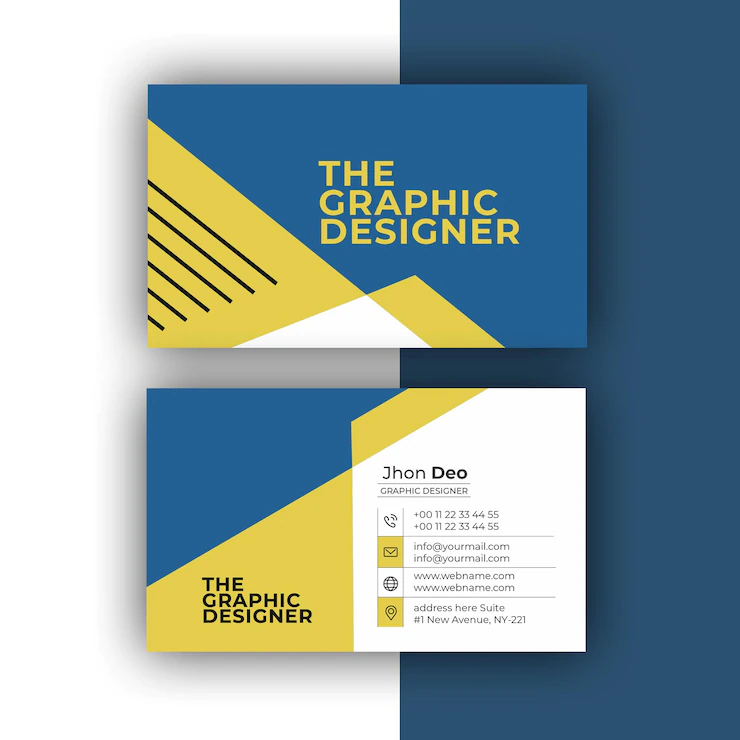 THE
GRAPHIC
DESIGNER
Jhon Deo
GRAPHIC DESIGNER
+00 11 22 33 44 55
+00 11 22 33 44 55
info@yourmail.com
info@yourmail.com
www.webname.com
www.webname.com
address here Suite
#1 New Avenue, NY-221
THE
GRAPHIC
DESIGNER